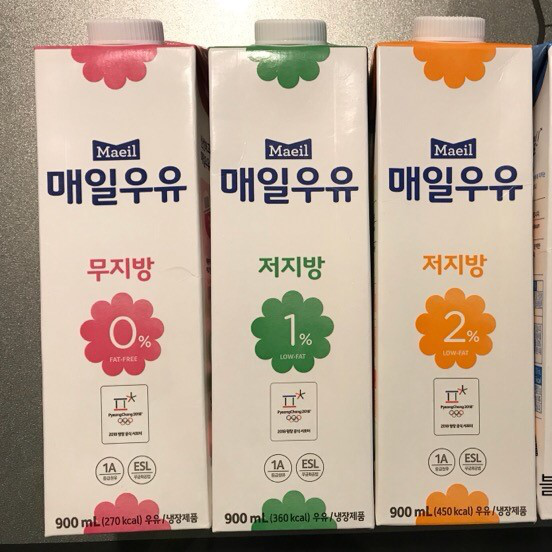 Maeil
매일우유
무지방
0%
FAT-FREE
PyeongChang 2018
1A
ESL
900 mL (270 kcal) 우유/냉장제품
Maeil
매일우유
저지방
1%
LOW-FAT
PyeongChang 2018
1A
ESL
900 mL (360 kcal) 우유/냉장제품
Maeil
매일우유
저지방
2%
LOW-FAT
PyeongChang 2018
1A
ESL
900 mL (450 kcal) 우유/냉장제품